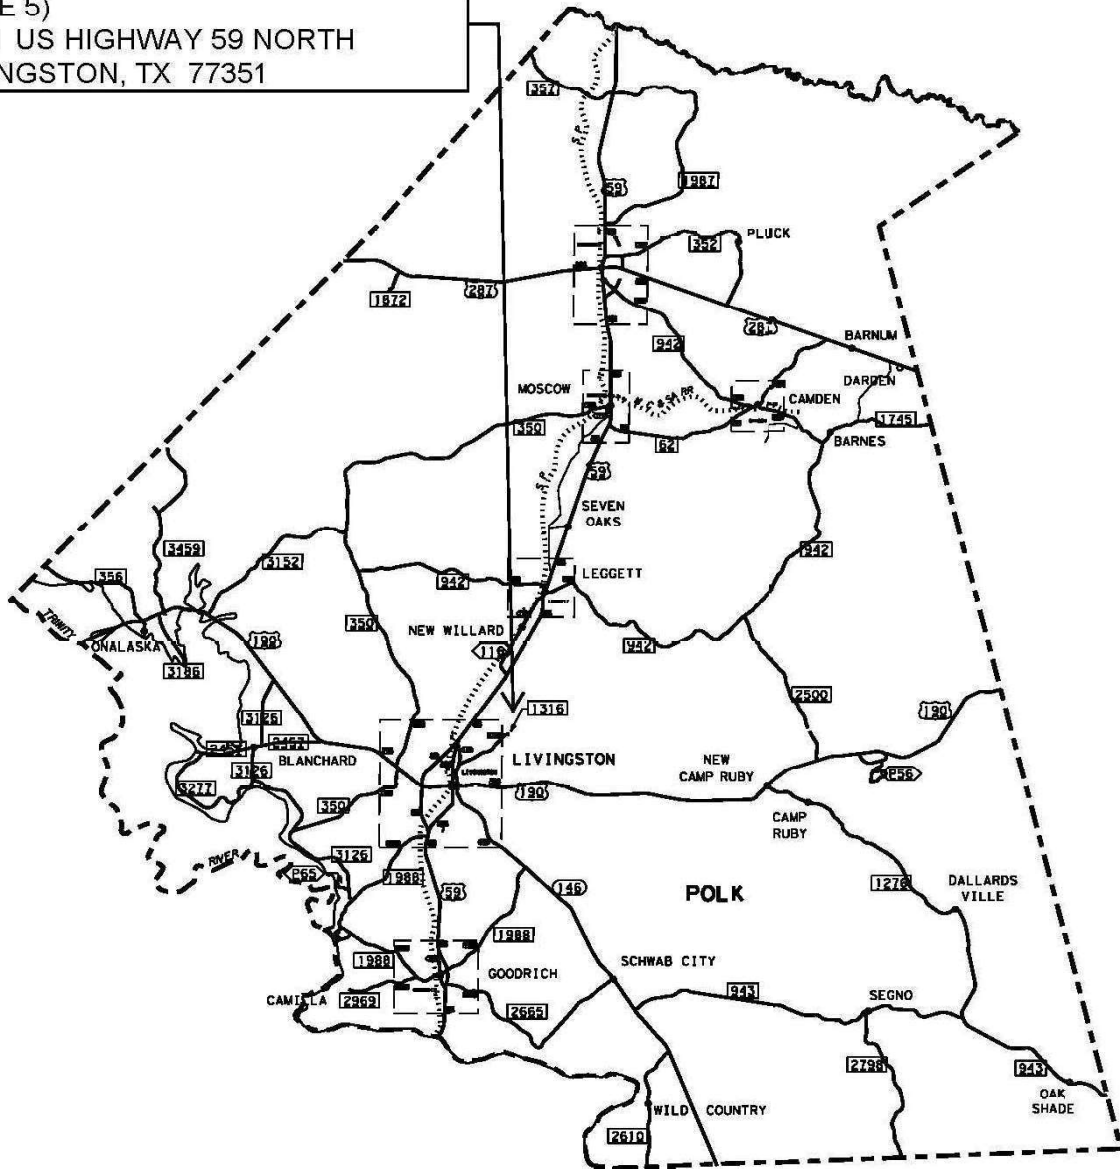 E 5)
US HIGHWAY 59 NORTH
NGSTON, TX 77351
357
S.P.
59
1987
352
PLUCK
1872
287
287
942
BARNUM
DARDEN
MOSCOW
M.C. & SA RR
CAMDEN
1745
350
62
BARNES
59
S.P.
SEVEN
OAKS
3459
3152
942
356
942
LEGGETT
TRINITY
350
NEW WILLARD
942
ONALASKA
190
116
3186
2500
3126
1316
190
2457
2457
BLANCHARD
LIVINGSTON
LIVINGSTON
NEW
CAMP RUBY
P56
3126
3277
350
190
CAMP
RUBY
RIVER
3126
P65
1988
59
146
1276
DALLARDS
VILLE
POLK
1988
1988
GOODRICH
SCHWAB CITY
CAMILLA
2969
2665
943
SEGNO
2798
943
OAK
SHADE
WILD COUNTRY
2610